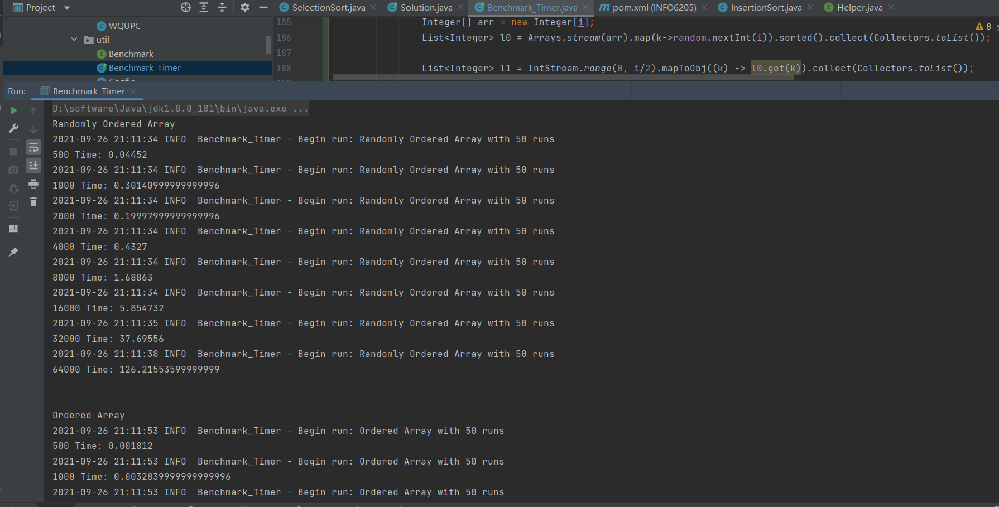 Project
SelectionSort.java
Solution.java
Benchmark_Timer.java
pom.xml (INFO6205)
InsertionSort.java
Helper.java
WQUPC
util
Benchmark
Benchmark_Timer
185 Integer[] arr = new Integer[i];
8
186 List<Integer> l0 = Arrays.stream(arr).map(k->random.nextInt(i)).sorted().collect(Collectors.toList());
187
188 List<Integer> l1 = IntStream.range(0, i/2).mapToObj((k) -> l0.get(k)).collect(Collectors.toList());
Run: Benchmark_Timer
D:\software\Java\jdk1.8.0_181\bin\java.exe ...
Randomly Ordered Array
2021-09-26 21:11:34 INFO  Benchmark_Timer - Begin run: Randomly Ordered Array with 50 runs
500 Time: 0.04452
2021-09-26 21:11:34 INFO  Benchmark_Timer - Begin run: Randomly Ordered Array with 50 runs
1000 Time: 0.30140999999999996
2021-09-26 21:11:34 INFO  Benchmark_Timer - Begin run: Randomly Ordered Array with 50 runs
2000 Time: 0.19997999999999996
2021-09-26 21:11:34 INFO  Benchmark_Timer - Begin run: Randomly Ordered Array with 50 runs
4000 Time: 0.4327
2021-09-26 21:11:34 INFO  Benchmark_Timer - Begin run: Randomly Ordered Array with 50 runs
8000 Time: 1.68863
2021-09-26 21:11:34 INFO  Benchmark_Timer - Begin run: Randomly Ordered Array with 50 runs
16000 Time: 5.854732
2021-09-26 21:11:35 INFO  Benchmark_Timer - Begin run: Randomly Ordered Array with 50 runs
32000 Time: 37.69556
2021-09-26 21:11:38 INFO  Benchmark_Timer - Begin run: Randomly Ordered Array with 50 runs
64000 Time: 126.21553599999999
Ordered Array
2021-09-26 21:11:53 INFO  Benchmark_Timer - Begin run: Ordered Array with 50 runs
500 Time: 0.001812
2021-09-26 21:11:53 INFO  Benchmark_Timer - Begin run: Ordered Array with 50 runs
1000 Time: 0.0032839999999999996
2021-09-26 21:11:53 INFO  Benchmark_Timer - Begin run: Ordered Array with 50 runs